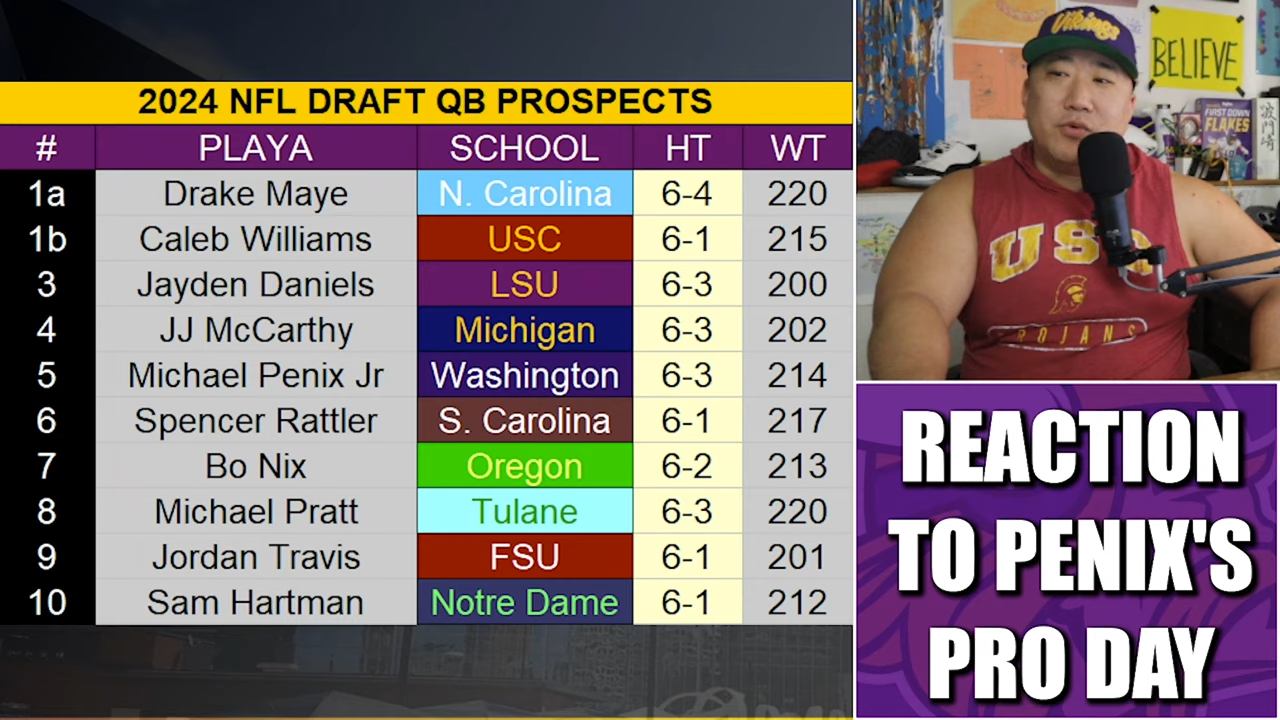 2024 NFL DRAFT QB PROSPECTS
# PLAYA SCHOOL HT WT
1a Drake Maye N. Carolina 6-4 220
1b Caleb Williams USC 6-1 215
3 Jayden Daniels LSU 6-3 200
4 JJ McCarthy Michigan 6-3 202
5 Michael Penix Jr Washington 6-3 214
6 Spencer Rattler S. Carolina 6-1 217
7 Bo Nix Oregon 6-2 213
8 Michael Pratt Tulane 6-3 220
9 Jordan Travis FSU 6-1 201
10 Sam Hartman Notre Dame 6-1 212
Vikings
BELIEVE
FIRST DOWN
FLAKES
USC
TROJANS
REACTION
TO PENIX'S
PRO DAY